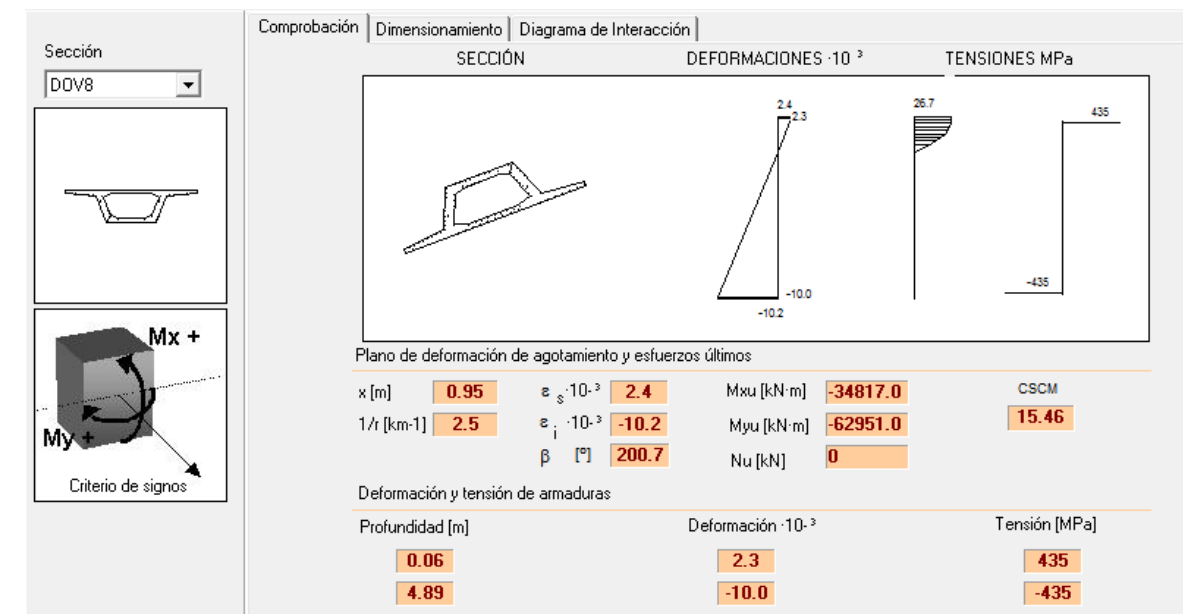 Comprobación Dimensionamiento Diagrama de Interacción
Sección
DOV8
SECCIÓN DEFORMACIONES ·10 ³ TENSIONES MPa
2.4
2.3
-10.0
-10.2
26.7
435
-435
Mx +
My +
Criterio de signos
Plano de deformación de agotamiento y esfuerzos últimos
x [m] 0.95 ε s ·10- ³ 2.4 Mxu [kN·m] -34817.0 CSCM
1/r [km-1] 2.5 ε i ·10- ³ -10.2 Myu [kN·m] -62951.0 15.46
β [º] 200.7 Nu [kN] 0
Deformación y tensión de armaduras
Profundidad [m] Deformación ·10- ³ Tensión [MPa]
0.06 2.3 435
4.89 -10.0 -435